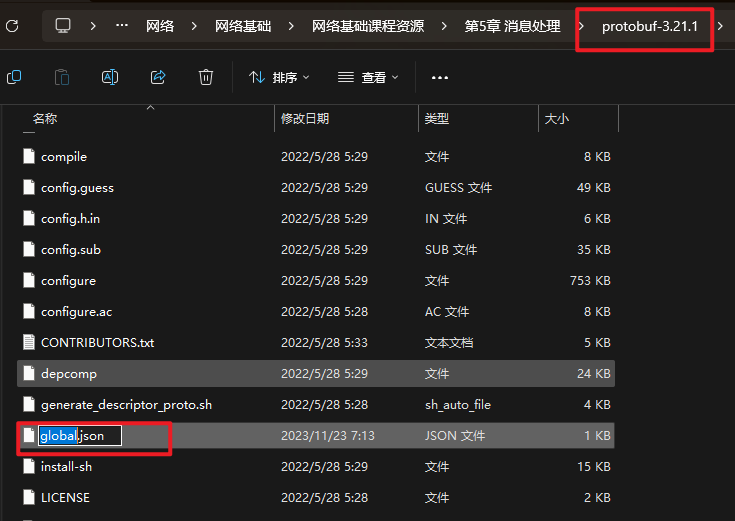 ··· 网络 > 网络基础 > 网络基础课程资源 > 第5章 消息处理 > protobuf-3.21.1 >
排序 查看 ···
名称 修改日期 类型 大小
compile 2022/5/28 5:29 文件 8 KB
config.guess 2022/5/28 5:29 GUESS 文件 49 KB
config.h.in 2022/5/28 5:29 IN 文件 6 KB
config.sub 2022/5/28 5:29 SUB 文件 35 KB
configure 2022/5/28 5:29 文件 753 KB
configure.ac 2022/5/28 5:28 AC 文件 8 KB
CONTRIBUTORS.txt 2022/5/28 5:33 文本文档 5 KB
depcomp 2022/5/28 5:29 文件 24 KB
generate_descriptor_proto.sh 2022/5/28 5:28 sh_auto_file 4 KB
global.json 2023/11/23 7:13 JSON 文件 1 KB
install-sh 2022/5/28 5:29 文件 15 KB
LICENSE 2022/5/28 5:28 文件 2 KB